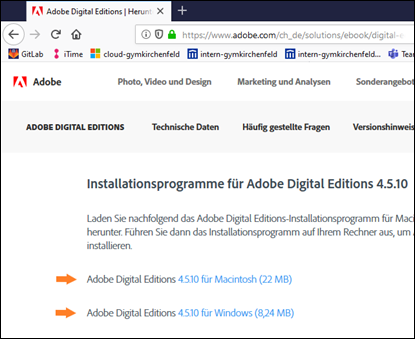 Adobe Digital Editions | Herunt
https://www.adobe.com/ch_de/solutions/ebook/digital-e
GitLab iTime cloud-gymkirchenfeld intern-gymkirchenfeld... intern-gymkirchenfeld... Team
Adobe Photo, Video und Design Marketing und Analysen Sonderangebot
ADOBE DIGITAL EDITIONS Technische Daten Häufig gestellte Fragen Versionshinweis
Installationsprogramme für Adobe Digital Editions 4.5.10
Laden Sie nachfolgend das Adobe Digital Editions-Installationsprogramm für Maci
herunter. Führen Sie dann das Installationsprogramm auf Ihrem Rechner aus, um A
installieren.
Adobe Digital Editions 4.5.10 für Macintosh (22 MB)
Adobe Digital Editions 4.5.10 für Windows (8,24 MB)